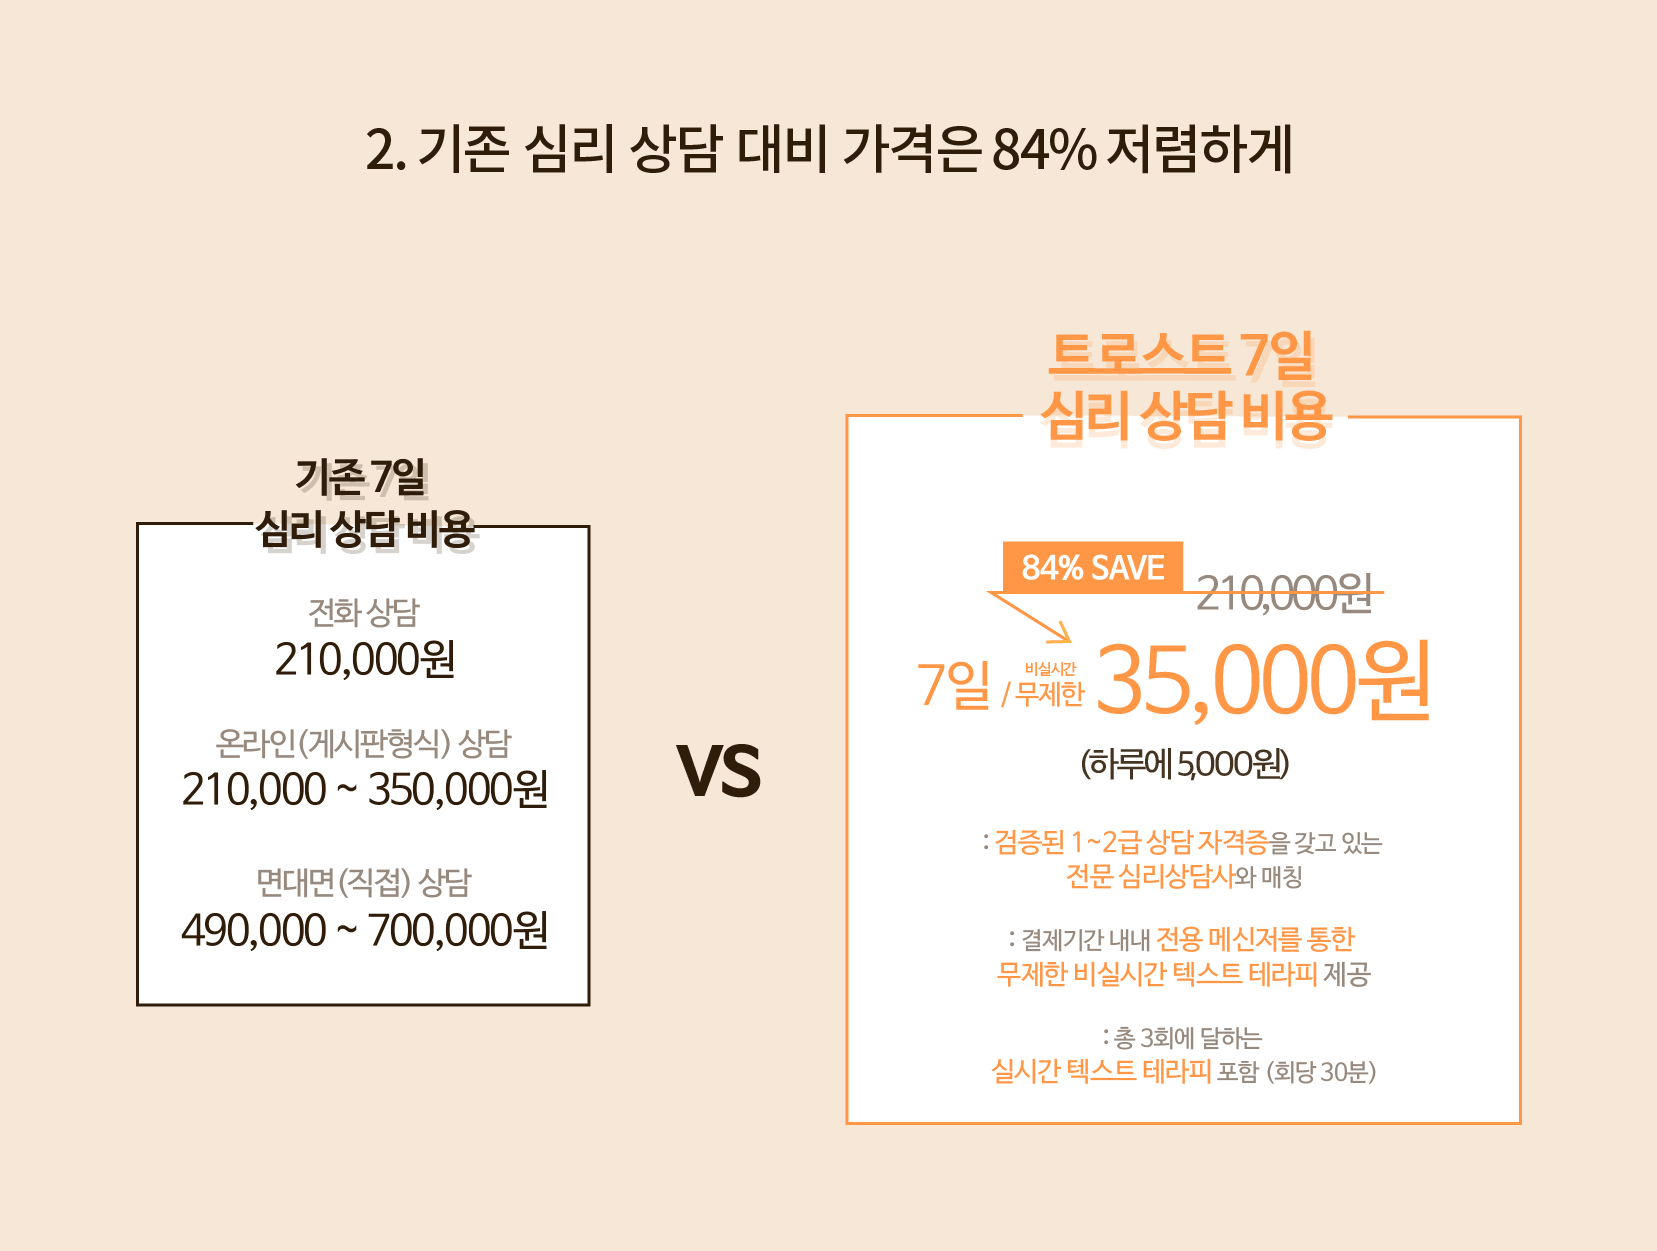 2. 기존 심리 상담 대비 가격은 84% 저렴하게
기존 7일
심리 상담 비용
전화 상담
210,000원
온라인(게시판형식) 상담
210,000 ~ 350,000원
면대면(직접) 상담
490,000 ~ 700,000원
VS
트로스트 7일
심리 상담 비용
84% SAVE
210,000원
7일 / 비실시간 무제한 35,000원
(하루에 5,000원)
: 검증된 1~2급 상담 자격증을 갖고 있는
전문 심리상담사와 매칭
: 결제기간 내내 전용 메신저를 통한
무제한 비실시간 텍스트 테라피 제공
: 총 3회에 달하는
실시간 텍스트 테라피 포함 (회당 30분)